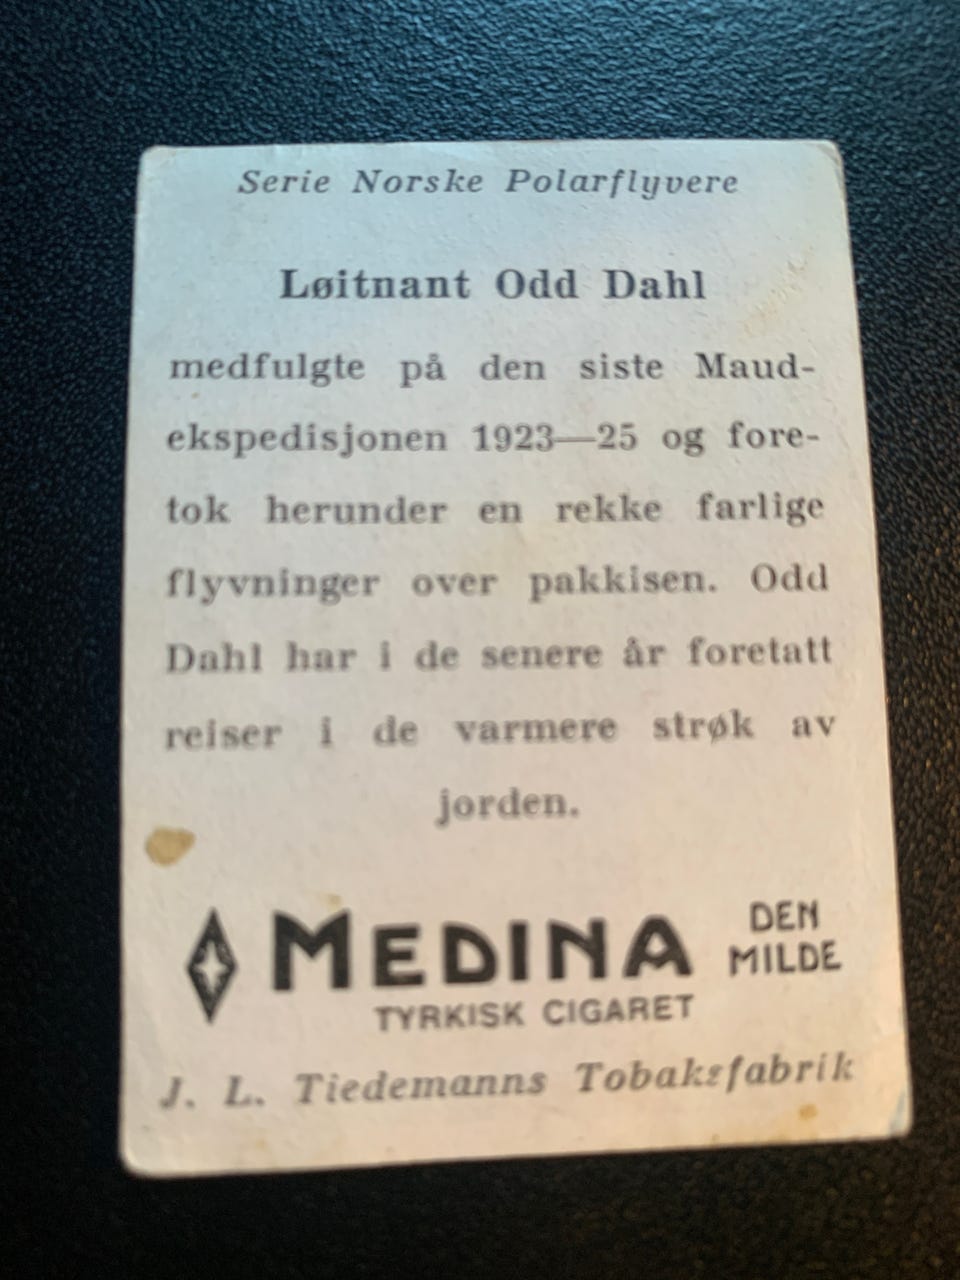 Serie Norske Polarflyvere
Løitnant Odd Dahl
medfulgte på den siste Maud-
ekspedisjonen 1923—25 og fore-
tok herunder en rekke farlige
flyvninger over pakkisen. Odd
Dahl har i de senere år foretatt
reiser i de varmere strøk av
jorden.
MEDINA DEN MILDE
TYRKISK CIGARET
J. L. Tiedemanns Tobaksfabrik